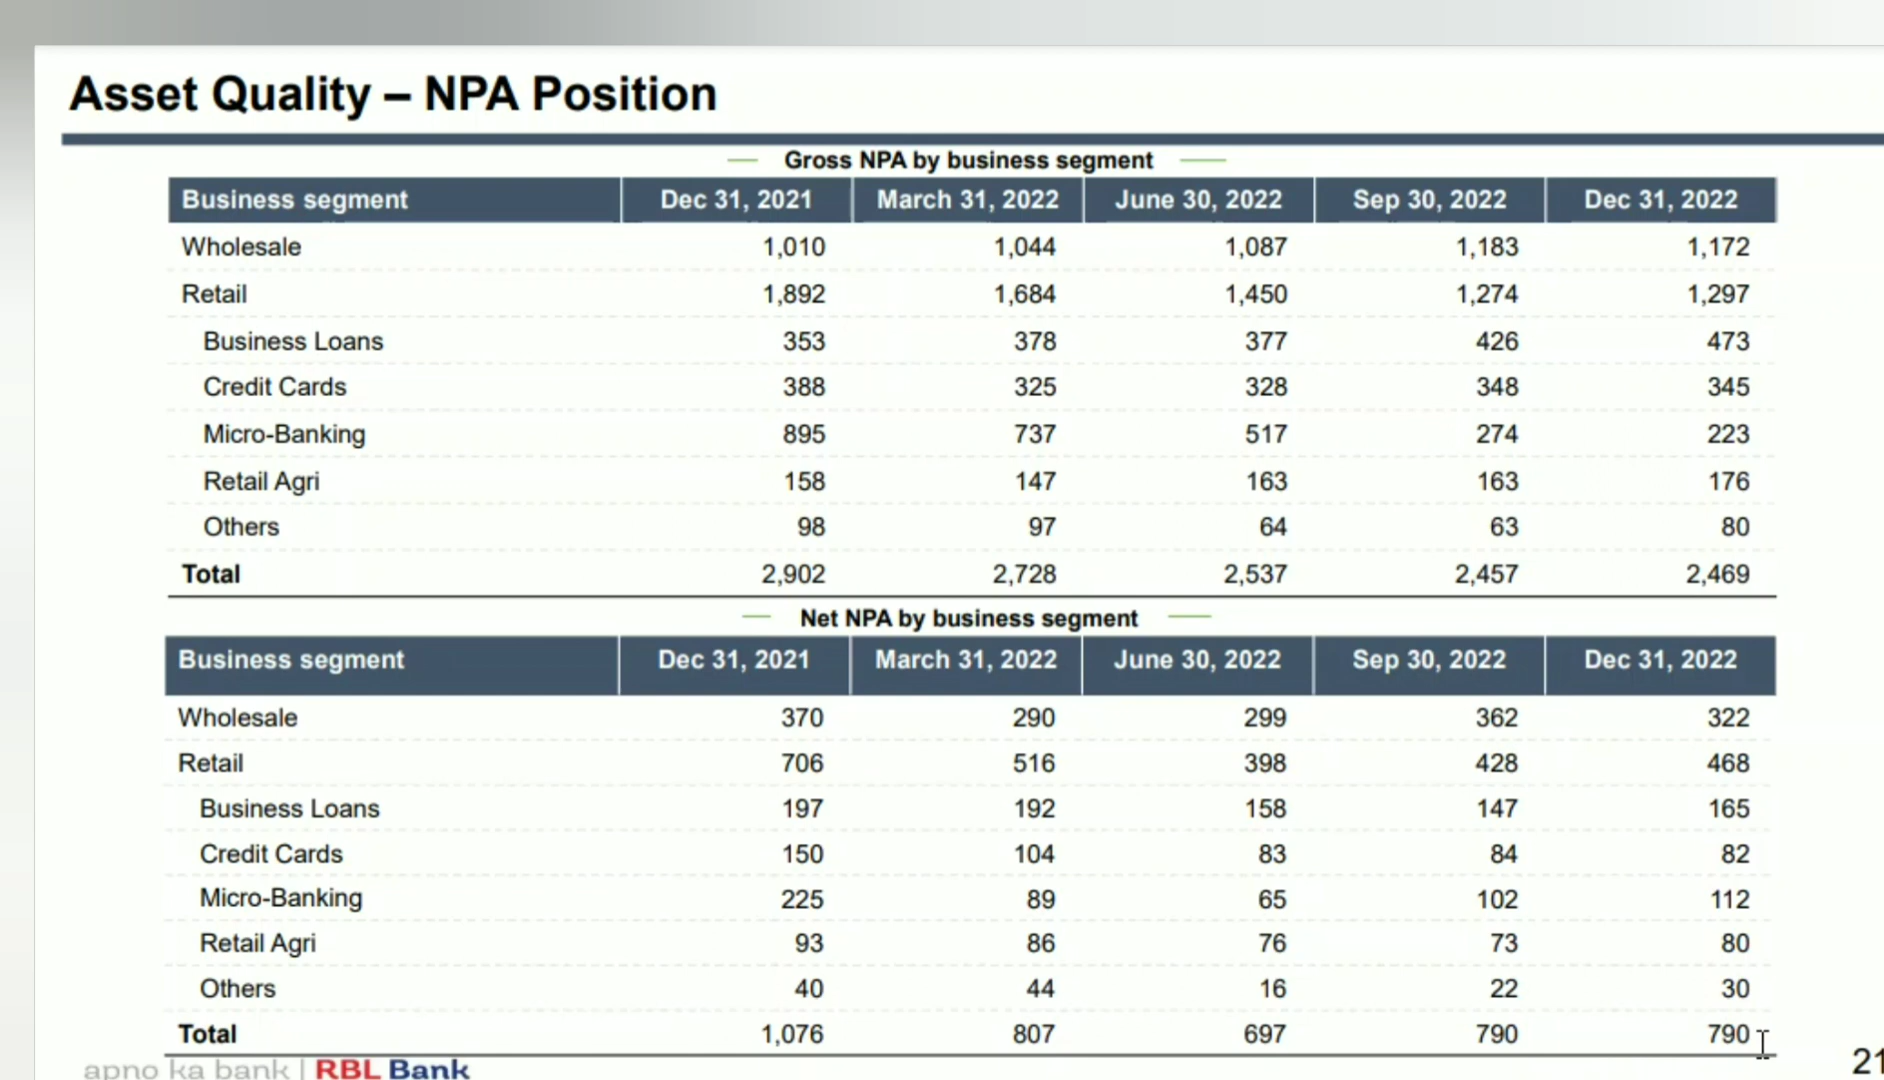 Asset Quality – NPA Position
Gross NPA by business segment
Business segment Dec 31, 2021 March 31, 2022 June 30, 2022 Sep 30, 2022 Dec 31, 2022
Wholesale 1,010 1,044 1,087 1,183 1,172
Retail 1,892 1,684 1,450 1,274 1,297
Business Loans 353 378 377 426 473
Credit Cards 388 325 328 348 345
Micro-Banking 895 737 517 274 223
Retail Agri 158 147 163 163 176
Others 98 97 64 63 80
Total 2,902 2,728 2,537 2,457 2,469
Net NPA by business segment
Business segment Dec 31, 2021 March 31, 2022 June 30, 2022 Sep 30, 2022 Dec 31, 2022
Wholesale 370 290 299 362 322
Retail 706 516 398 428 468
Business Loans 197 192 158 147 165
Credit Cards 150 104 83 84 82
Micro-Banking 225 89 65 102 112
Retail Agri 93 86 76 73 80
Others 40 44 16 22 30
Total 1,076 807 697 790 790
apno ka bank | RBL Bank
21